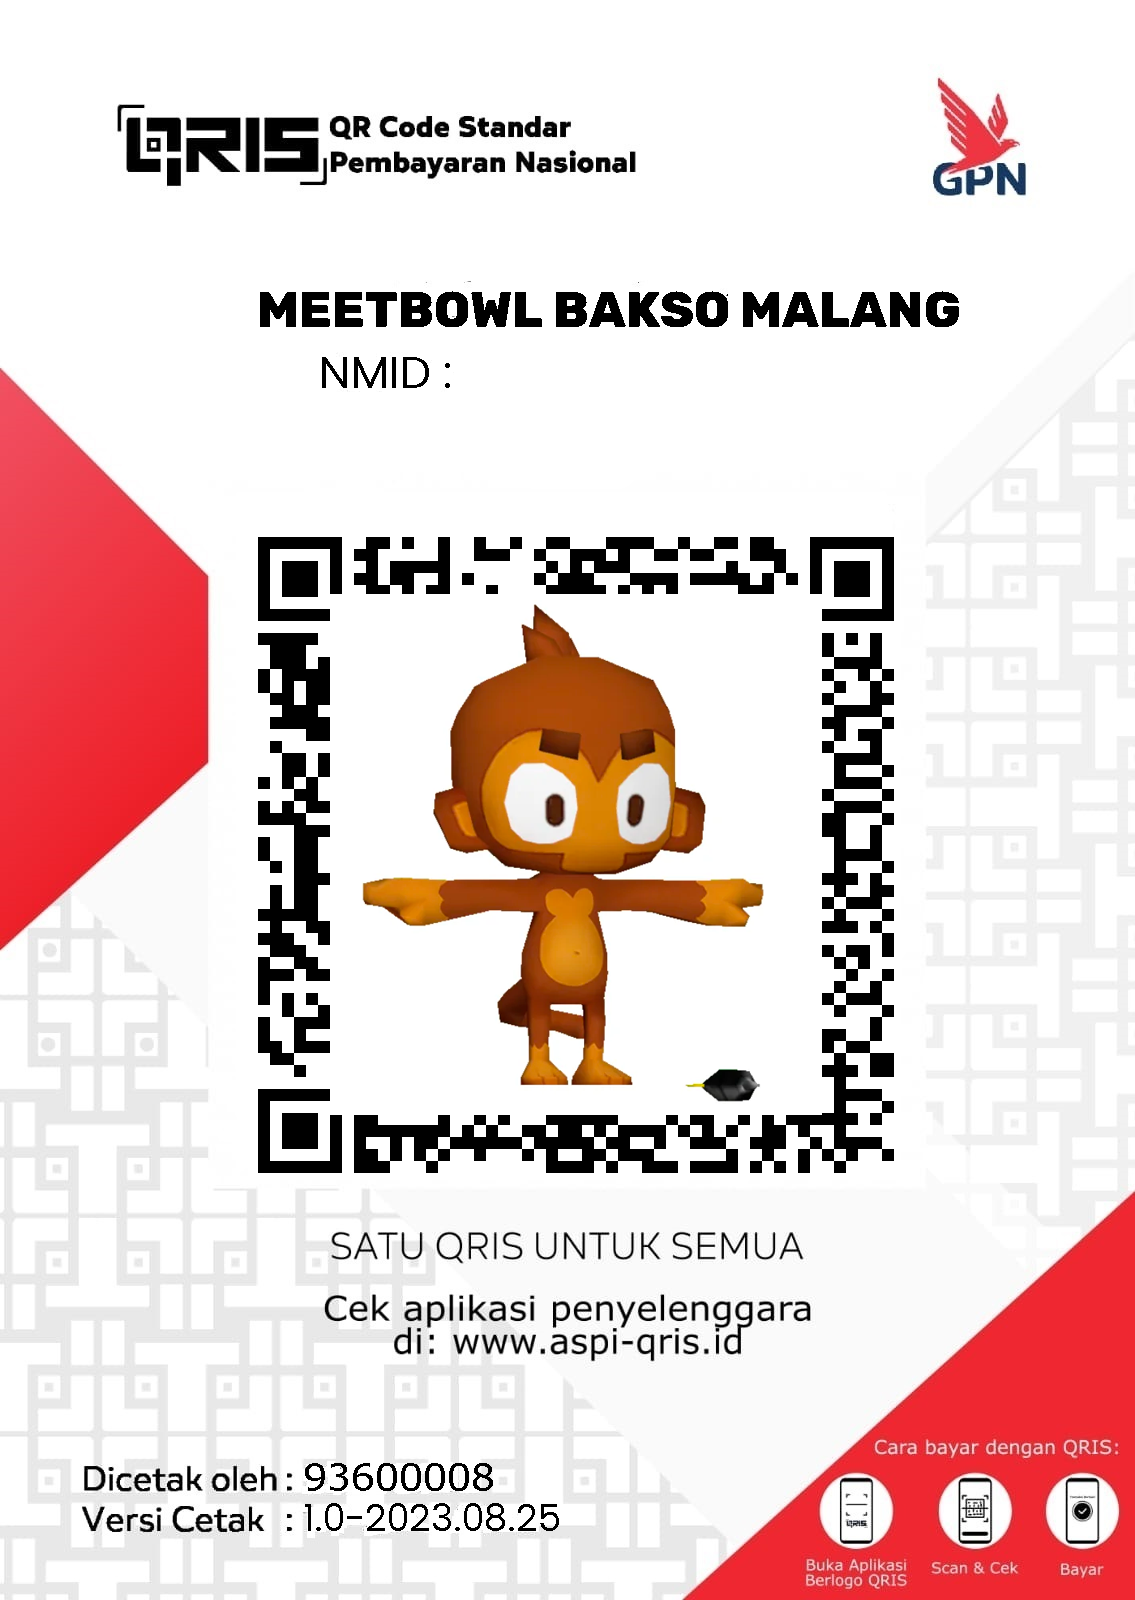 QRIS
QR Code Standar
Pembayaran Nasional
GPN
MEETBOWL BAKSO MALANG
NMID :
SATU QRIS UNTUK SEMUA
Cek aplikasi penyelenggara
di: www.aspi-qris.id
Dicetak oleh : 93600008
Versi Cetak : 1.0-2023.08.25
Cara bayar dengan QRIS:
QRIS
Buka Aplikasi
Berlogo QRIS
Scan & Cek
Bayar